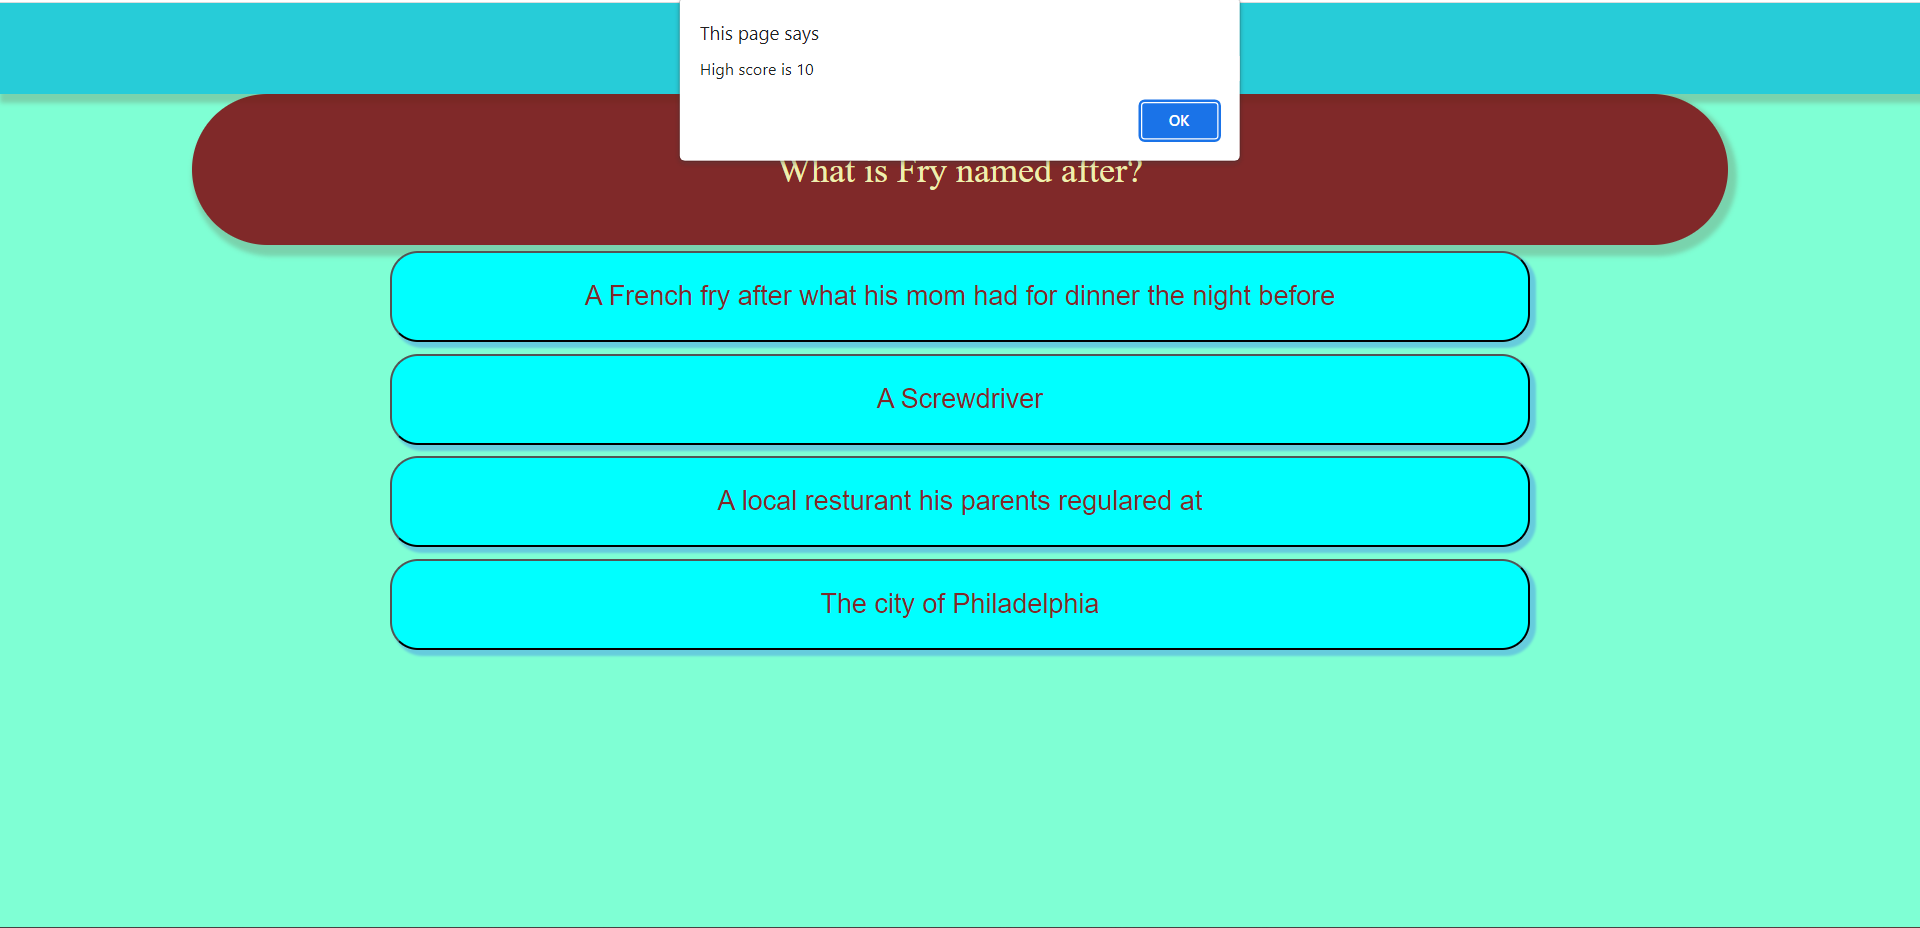 This page says
High score is 10
OK
What is Fry named after?
A French fry after what his mom had for dinner the night before
A Screwdriver
A local resturant his parents regulared at
The city of Philadelphia